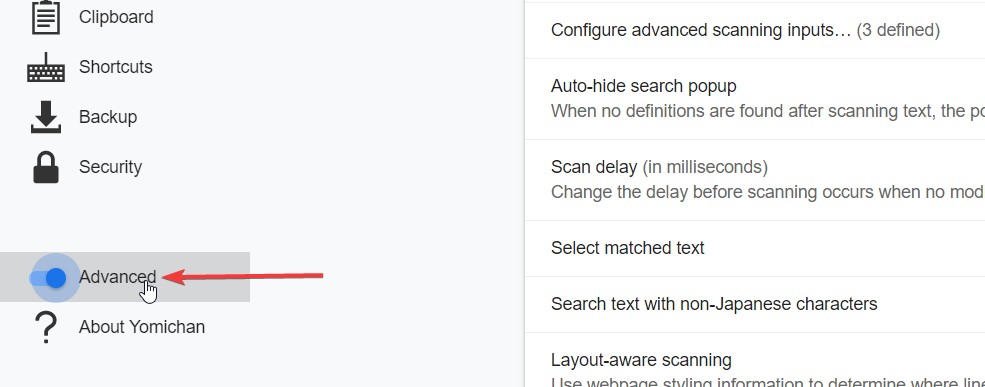 Clipboard
Shortcuts
Backup
Security
Advanced
About Yomichan
Configure advanced scanning inputs… (3 defined)
Auto-hide search popup
When no definitions are found after scanning text, the
Scan delay (in milliseconds)
Change the delay before scanning occurs when no
Select matched text
Search text with non-Japanese characters
Layout-aware scanning
Use webpage styling information to determine where